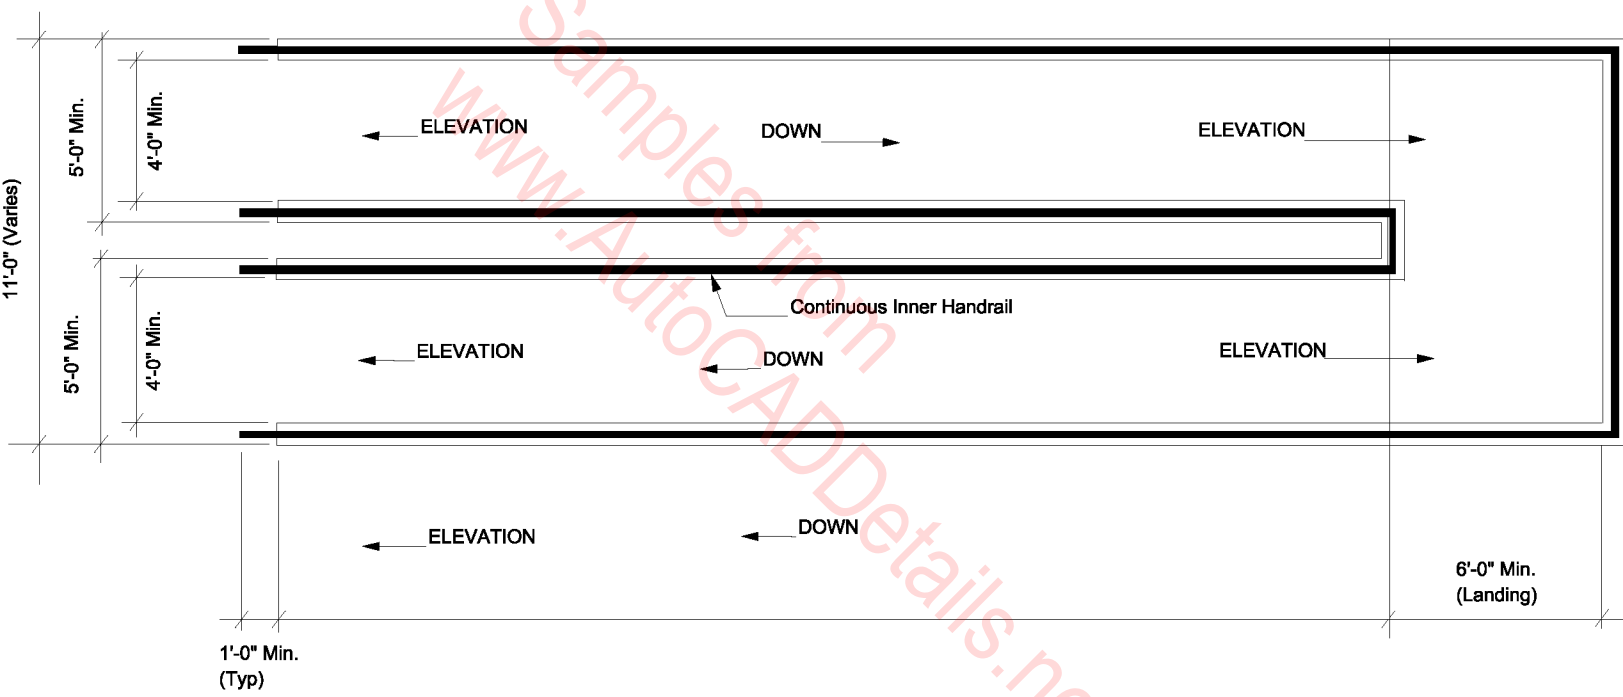 Samples from
www.AutoCADDetails.ne
5'-0" Min.
4'-0" Min.
ELEVATION
DOWN
ELEVATION
11'-0" (Varies)
Continuous Inner Handrail
5'-0" Min.
4'-0" Min.
ELEVATION
DOWN
ELEVATION
ELEVATION
DOWN
6'-0" Min.
(Landing)
1'-0" Min.
(Typ)